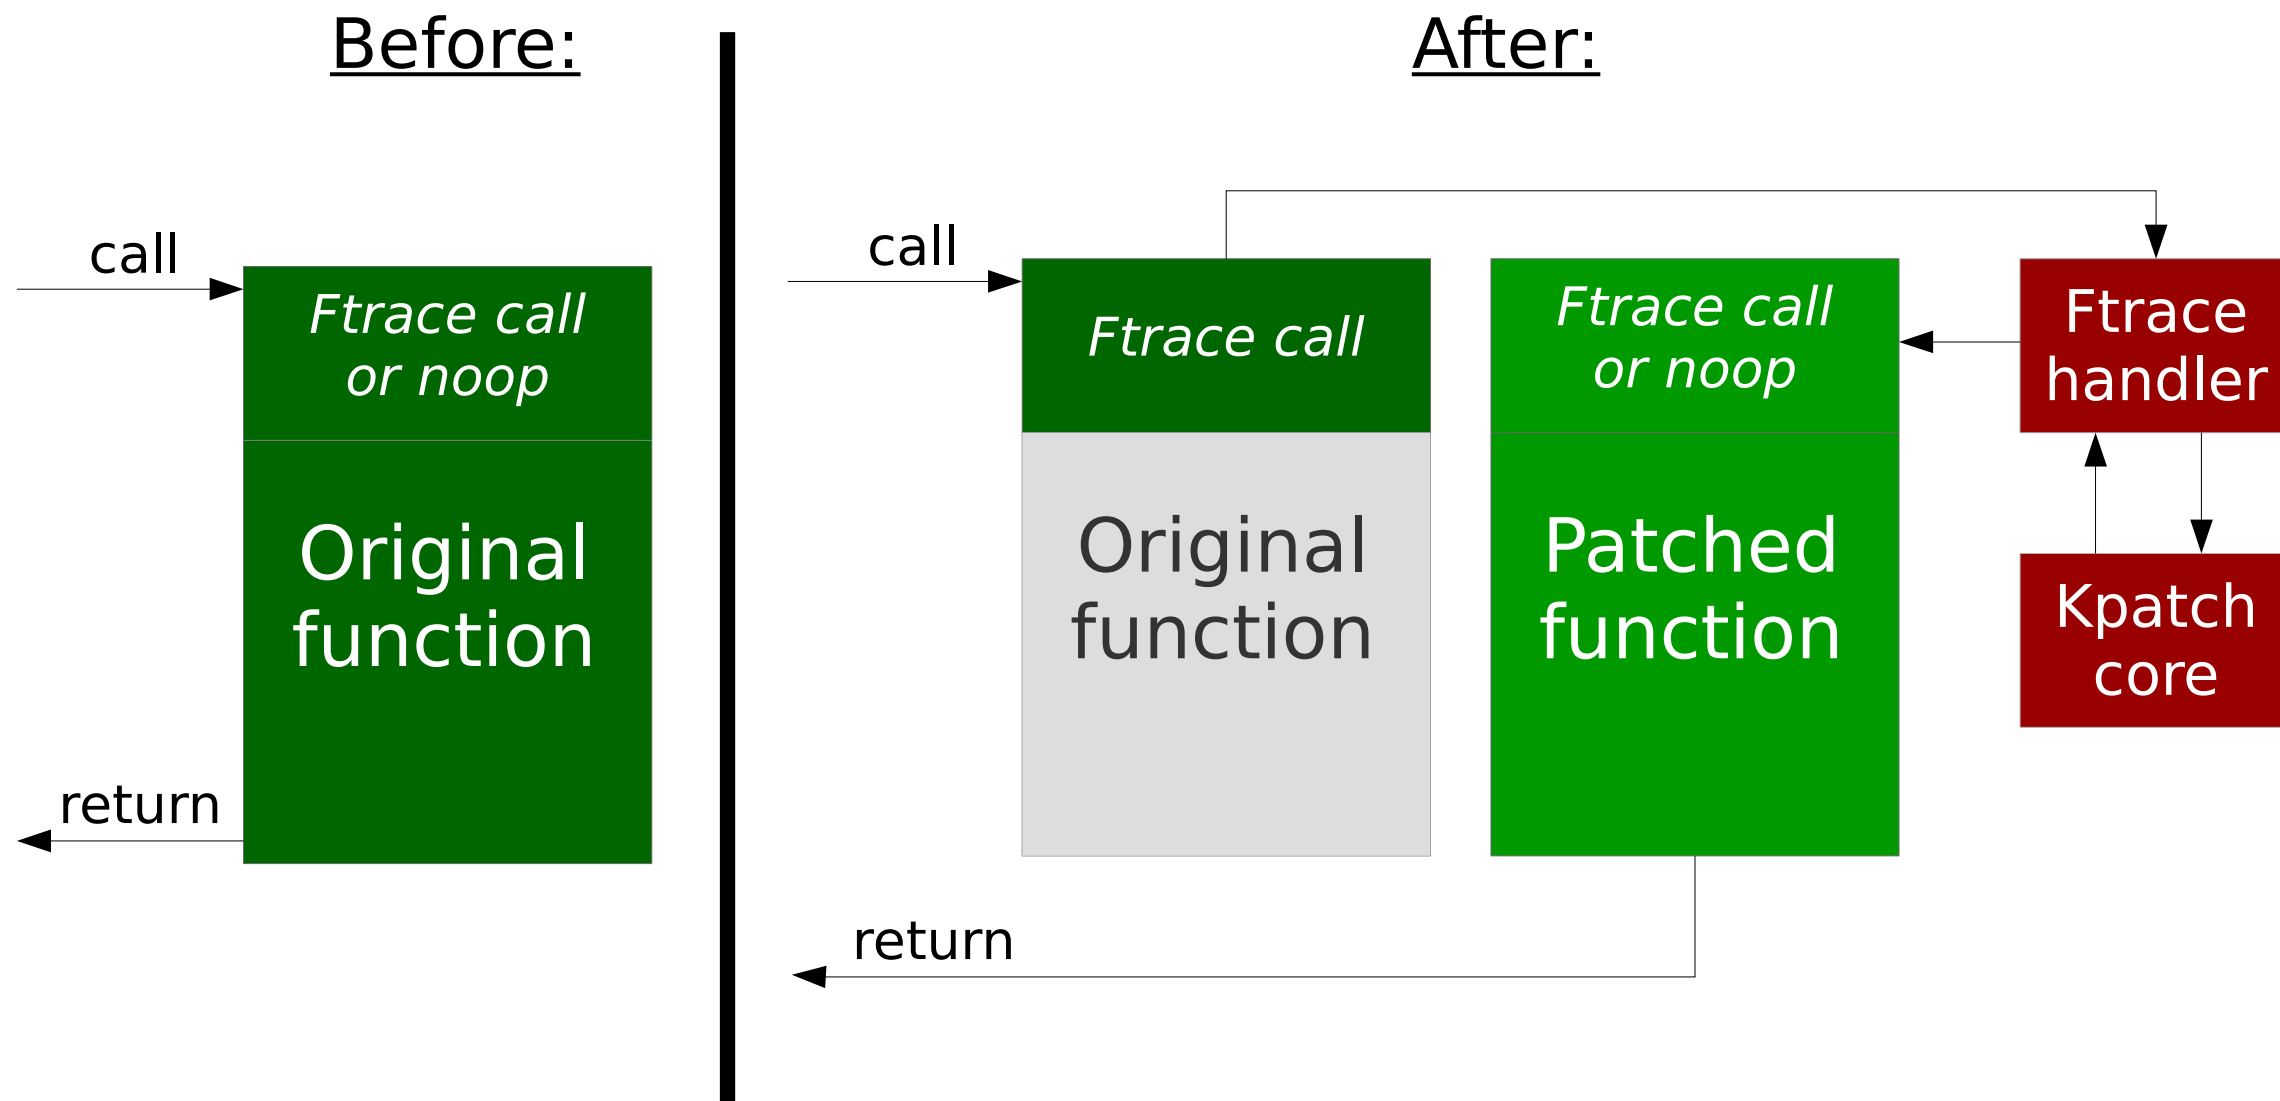 Before:
call
Ftrace call
or noop
Original
function
return
After:
call
Ftrace call
Original
function
Ftrace call
or noop
Patched
function
Ftrace
handler
Kpatch
core
return